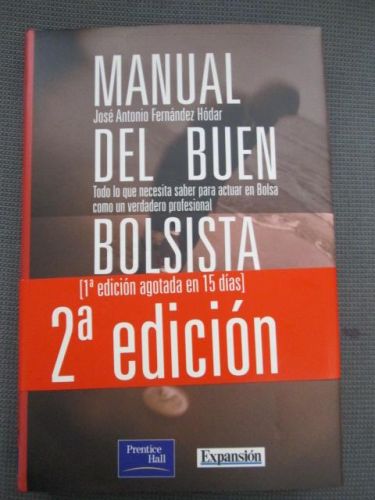 MANUAL
José Antonio Fernández Hódar
DEL BUEN
Todo lo que necesita saber para actuar en Bolsa
como un verdadero profesional
BOLSISTA
[1ª edición agotada en 15 días]
2ª edición
Prentice
Hall
Expansión